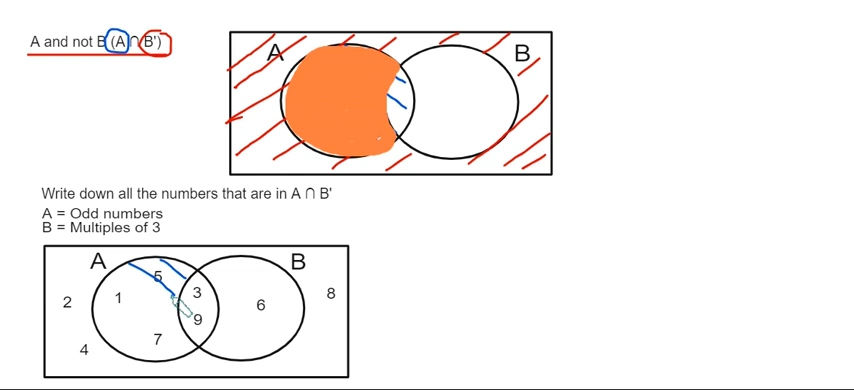 A and not B (A ∩ B')
A B
Write down all the numbers that are in A ∩ B'
A = Odd numbers
B = Multiples of 3
A B
5
1 3 8
2 6
9
7
4